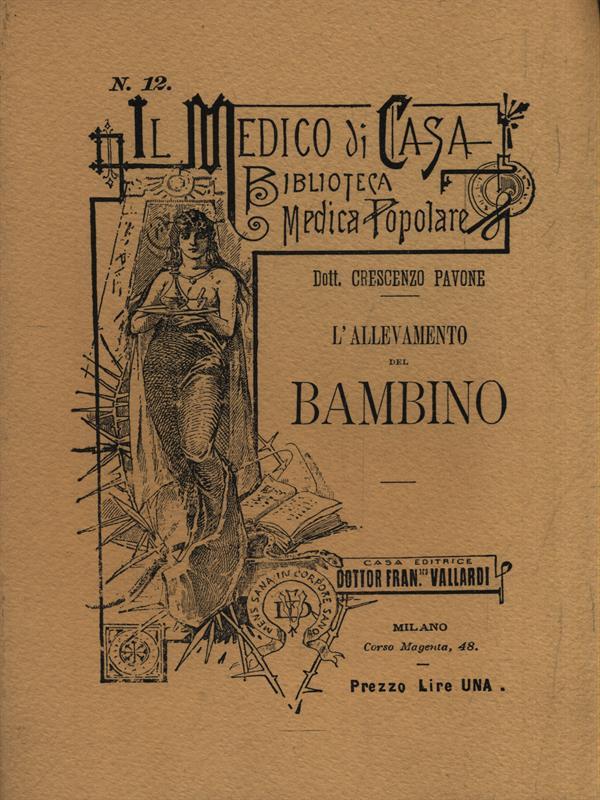 N. 12.
IL MEDICO di CASA
BIBLIOTECA
Medica Popolare
Dott. CRESCENZO PAVONE
L'ALLEVAMENTO
DEL
BAMBINO
CASA EDITRICE
DOTTOR FRAN.CO VALLARDI
MENS SANA IN CORPORE SANO
MILANO
Corso Magenta, 48.
Prezzo Lire UNA.